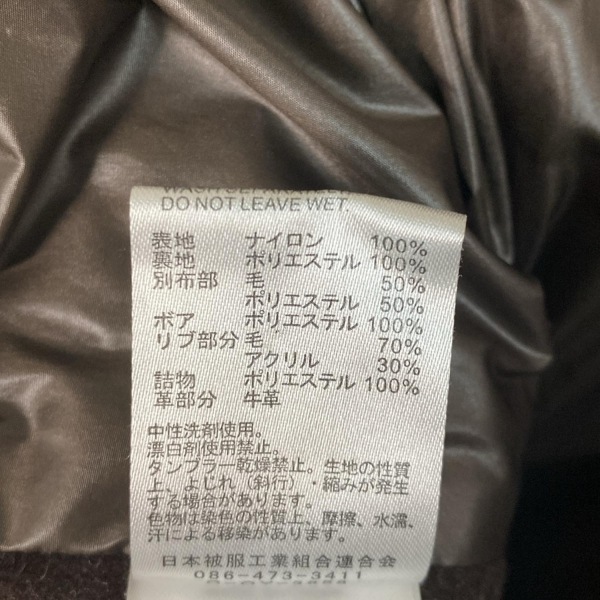 DO NOT LEAVE WET.
表地 ナイロン 100%
裏地 ポリエステル 100%
別布部 毛 50%
ポリエステル 50%
ボア ポリエステル 100%
リブ部分 毛 70%
アクリル 30%
詰物 ポリエステル 100%
革部分 牛革
中性洗剤使用。
漂白剤使用禁止。
タンブラー乾燥禁止。生地の性質
上、よじれ（斜行）・縮みが発生
する場合があります。
色物は染色の性質上、摩擦、水濡、
汗による移染があります。
日本被服工業組合連合会
086-473-3411